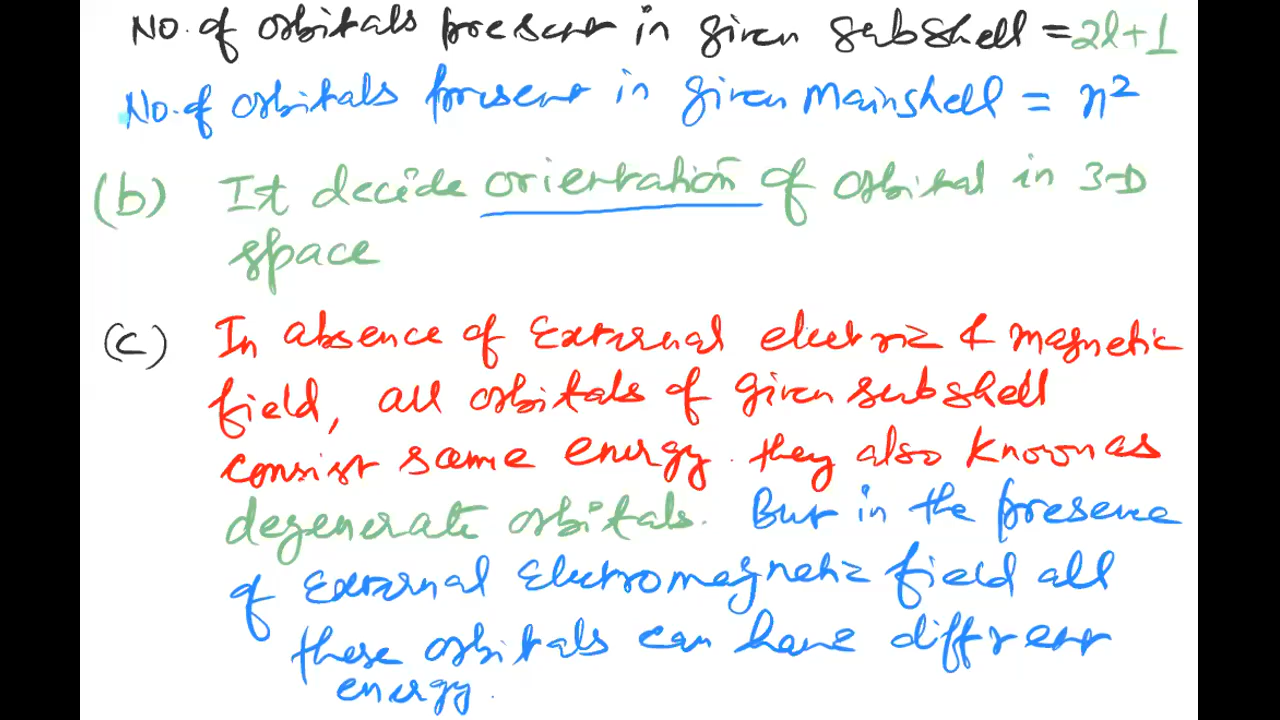 No. of orbitals present in given subshell = 2l+1
No. of orbitals present in given Mainshell = n²
(b) It decide orientation of orbital in 3-D
space
(c) In absence of External electric & magnetic
field, all orbitals of given subshell
consist same energy. they also known as
degenerate orbitals. But in the presence
of External Electromagnetic field all
these orbitals can have different
energy.